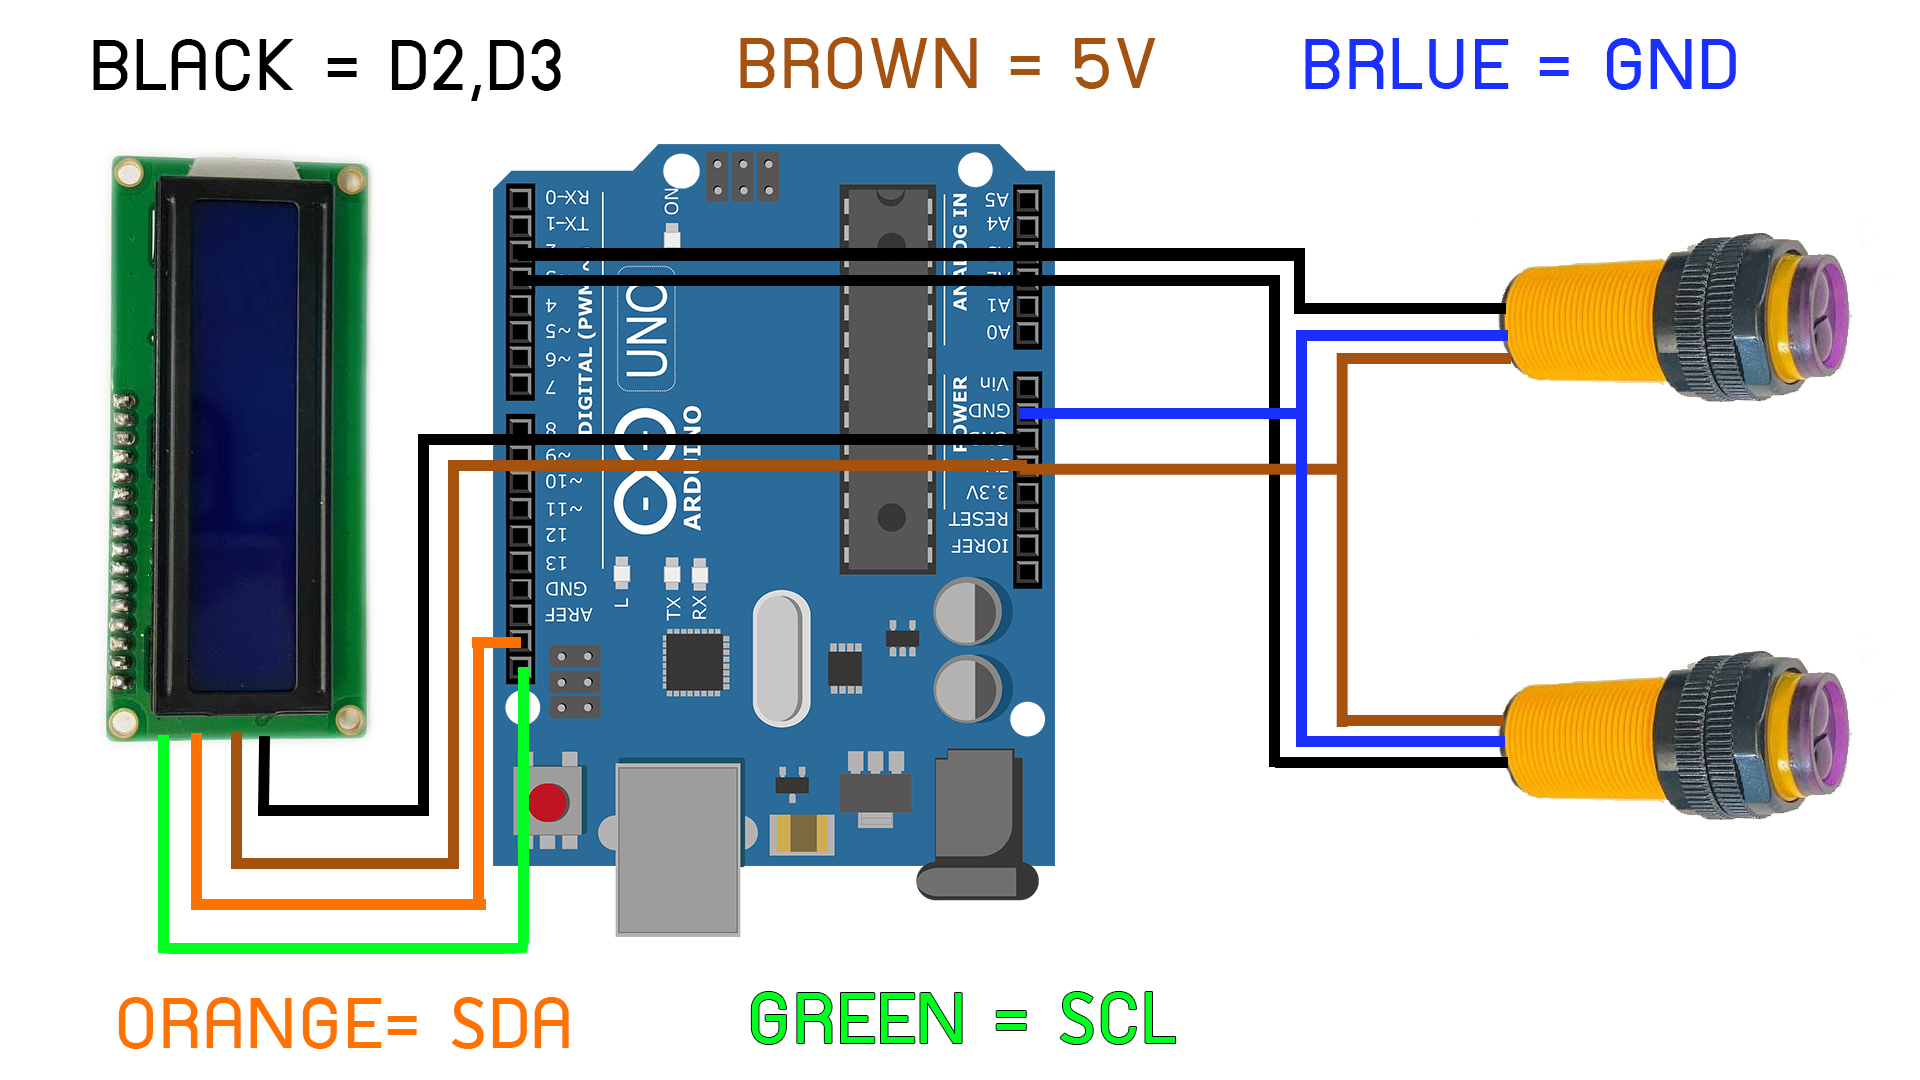 BLACK = D2,D3
BROWN = 5V
BRLUE = GND
RX-0
TX-1
4
~5
~6
7
8
~9
~10
~11
12
13
GND
AREF
DIGITAL (PWM
ON
UNO
ARDUINO
L
TX
RX
ANALOG IN
A5
A4
A1
A0
POWER
Vin
GND
3.3V
RESET
IOREF
ORANGE= SDA
GREEN = SCL